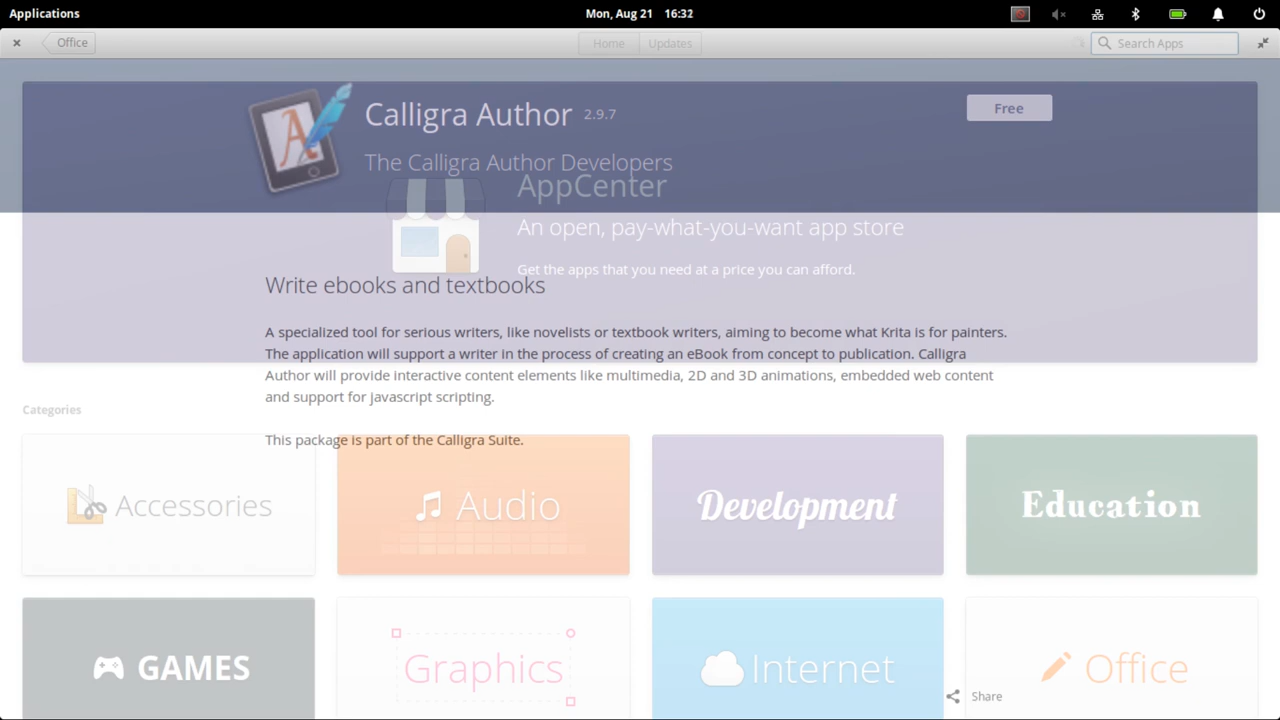 Applications
Mon, Aug 21 16:32
Office
Home
Updates
Search Apps
Calligra Author 2.9.7
Free
The Calligra Author Developers
AppCenter
An open, pay-what-you-want app store
Get the apps that you need at a price you can afford.
Write ebooks and textbooks
A specialized tool for serious writers, like novelists or textbook writers, aiming to become what Krita is for painters.
The application will support a writer in the process of creating an eBook from concept to publication. Calligra
Author will provide interactive content elements like multimedia, 2D and 3D animations, embedded web content
and support for javascript scripting.
Categories
This package is part of the Calligra Suite.
Accessories
Audio
Development
Education
GAMES
Graphics
Internet
Office
Share